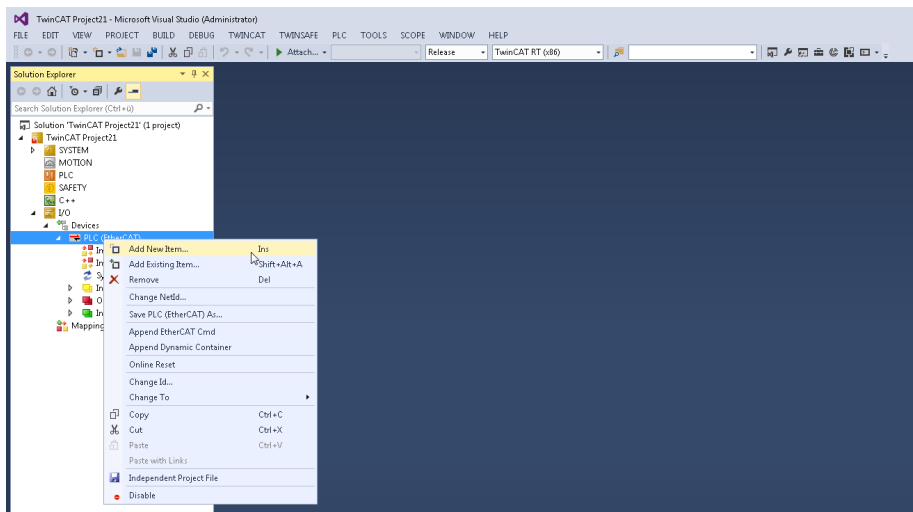 TwinCAT Project21 - Microsoft Visual Studio (Administrator)
FILE EDIT VIEW PROJECT BUILD DEBUG TWINCAT TWINSAFE PLC TOOLS SCOPE WINDOW HELP
Attach... Release TwinCAT RT (x86)
Solution Explorer
Search Solution Explorer (Ctrl+ü)
Solution 'TwinCAT Project21' (1 project)
TwinCAT Project21
SYSTEM
MOTION
PLC
SAFETY
C++
I/O
Devices
PLC (EtherCAT)
Add New Item... Ins
Add Existing Item... Shift+Alt+A
Remove Del
Change NetId...
Save PLC (EtherCAT) As...
Mapping
Append EtherCAT Cmd
Append Dynamic Container
Online Reset
Change Id...
Change To
Copy Ctrl+C
Cut Ctrl+X
Paste Ctrl+V
Paste with Links
Independent Project File
Disable